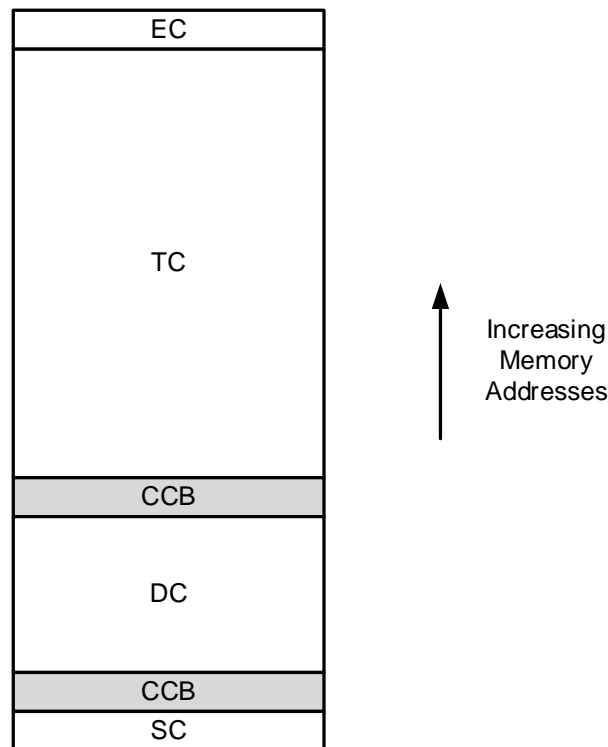 EC
TC
Increasing
Memory
Addresses
CCB
DC
CCB
SC